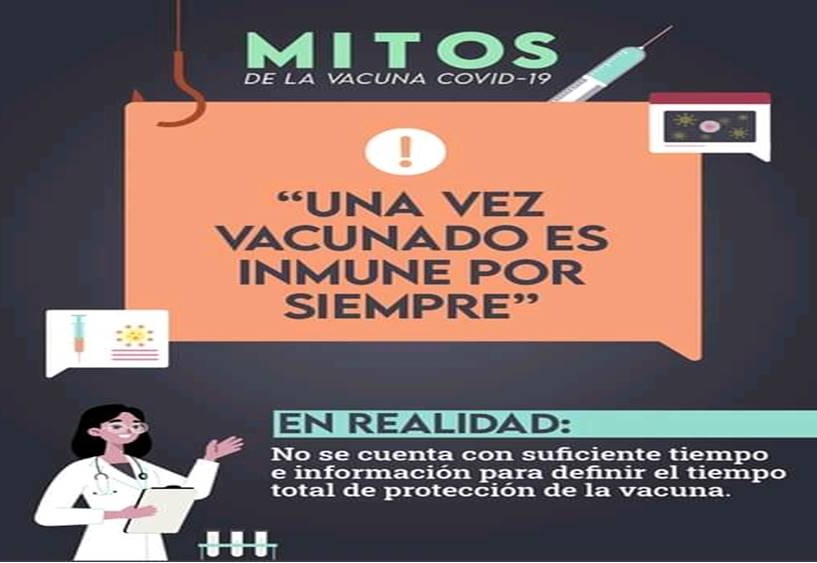 MITOS
DE LA VACUNA COVID-19
!
“UNA VEZ
VACUNADO ES
INMUNE POR
SIEMPRE”
EN REALIDAD:
No se cuenta con suficiente tiempo
e información para definir el tiempo
total de protección de la vacuna.